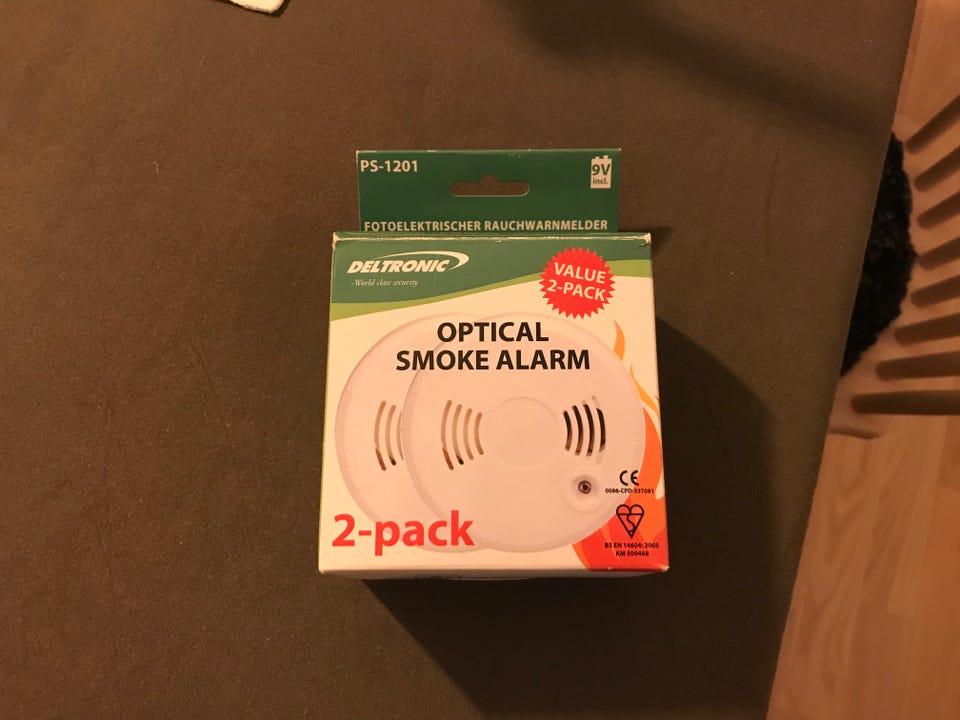 PS-1201
9V
incl.
FOTOELEKTRISCHER RAUCHWARNMELDER
DELTRONIC
-World class security
VALUE
2-PACK
OPTICAL
SMOKE ALARM
CE
0086-CPD-537081
2-pack
BS EN 14604: 2005
KM 500468